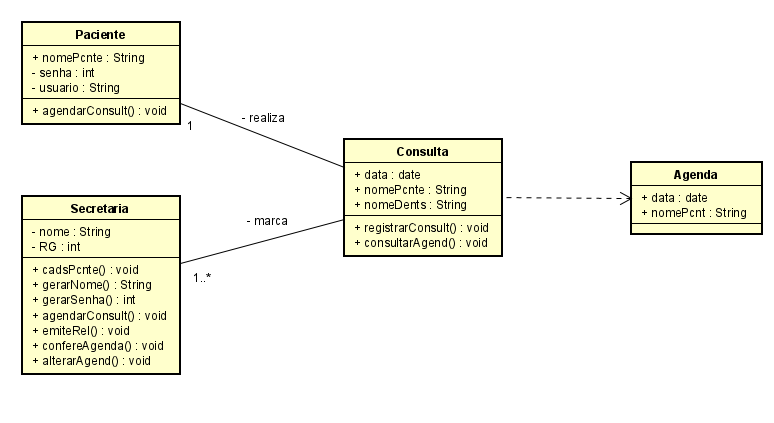 Paciente
+ nomePcnte : String
- senha : int
- usuario : String
+ agendarConsult() : void
1
- realiza
Consulta
+ data : date
+ nomePcnte : String
+ nomeDents : String
+ registrarConsult() : void
+ consultarAgend() : void
Agenda
+ data : date
+ nomePcnt : String
Secretaria
- nome : String
- RG : int
+ cadsPcnte() : void
+ gerarNome() : String
+ gerarSenha() : int
+ agendarConsult() : void
+ emiteRel() : void
+ confereAgenda() : void
+ alterarAgend() : void
- marca
1..*